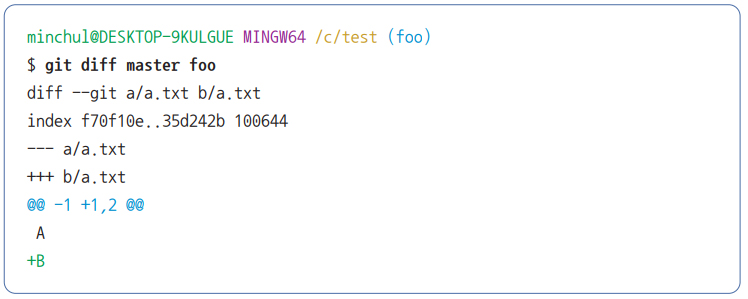 minchul@DESKTOP-9KULGUE MINGW64 /c/test (foo)
$ git diff master foo
diff --git a/a.txt b/a.txt
index f70f10e..35d242b 100644
--- a/a.txt
+++ b/a.txt
@@ -1 +1,2 @@
 A
+B